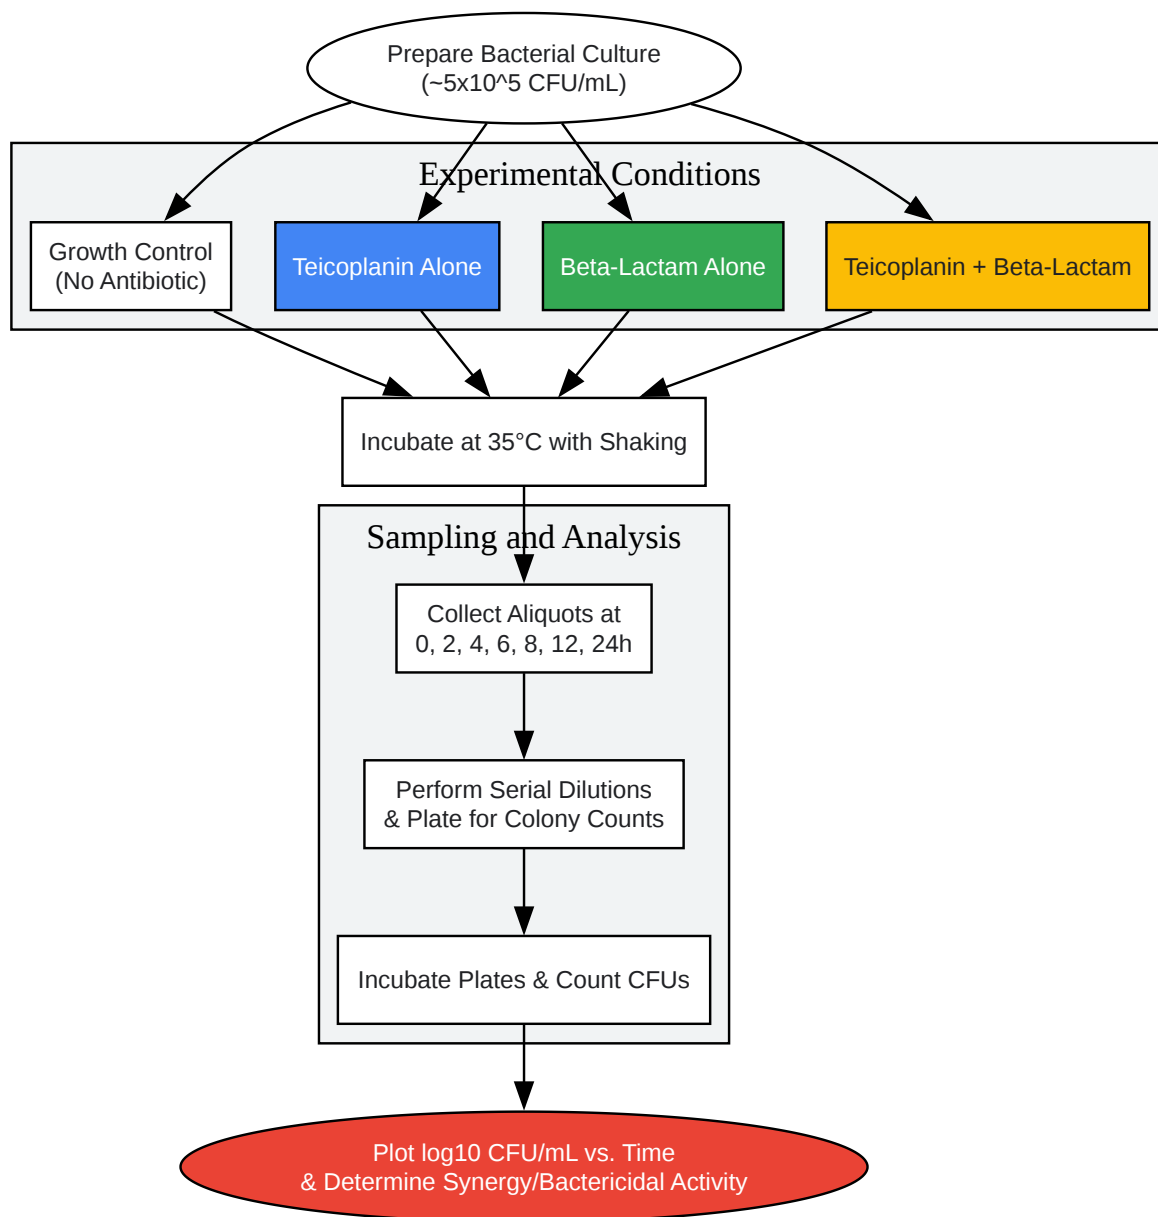 Prepare Bacterial Culture
(~5x10^5 CFU/mL)
Experimental Conditions
Growth Control
(No Antibiotic)
Teicoplanin Alone
Beta-Lactam Alone
Teicoplanin + Beta-Lactam
Incubate at 35°C with Shaking
Sampling and Analysis
Collect Aliquots at
0, 2, 4, 6, 8, 12, 24h
Perform Serial Dilutions
& Plate for Colony Counts
Incubate Plates & Count CFUs
Plot log10 CFU/mL vs. Time
& Determine Synergy/Bactericidal Activity